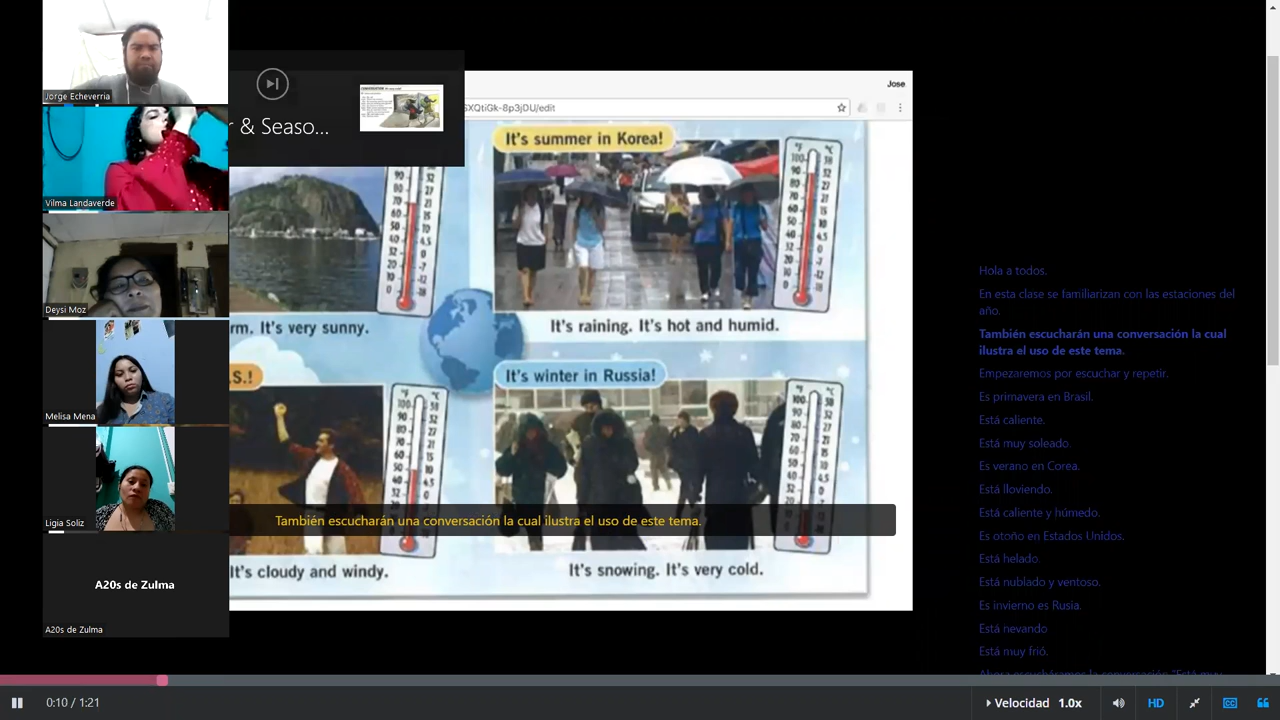 Jorge Echeverria
Vilma Landaverde
Deysi Moz
Melisa Mena
Ligia Soliz
A20s de Zulma
A20s de Zulma
r & Seaso...
Jose
SXQtiGk-8p3jDU/edit
It's summer in Korea!
rm. It's very sunny.
It's raining. It's hot and humid.
.S.!
It's winter in Russia!
También escucharán una conversación la cual ilustra el uso de este tema.
It's cloudy and windy.
It's snowing. It's very cold.
Hola a todos.
En esta clase se familiarizan con las estaciones del
año.
También escucharán una conversación la cual
ilustra el uso de este tema.
Empezaremos por escuchar y repetir.
Es primavera en Brasil.
Está caliente.
Está muy soleado.
Es verano en Corea.
Está lloviendo.
Está caliente y húmedo.
Es otoño en Estados Unidos.
Está helado.
Está nublado y ventoso.
Es invierno es Rusia.
Está nevando
Está muy frió.
0:10 / 1:21
Velocidad 1.0x
HD